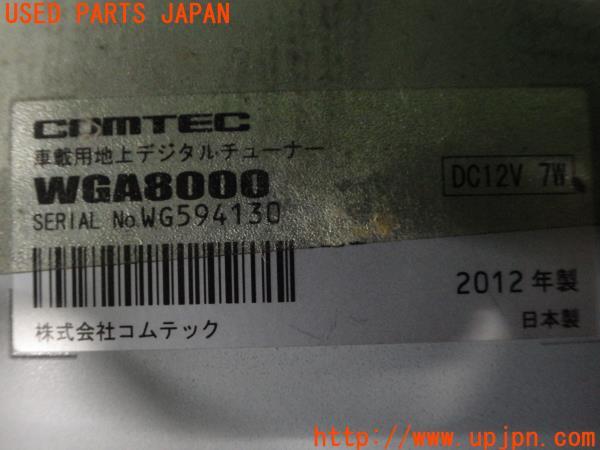 USED PARTS JAPAN
COMTEC
車載用地上デジタルチューナー
WGA8000
DC12V 7W
SERIAL No.WG594130
2012年製
株式会社コムテック
日本製
UPJ
http://www.upjpn.com